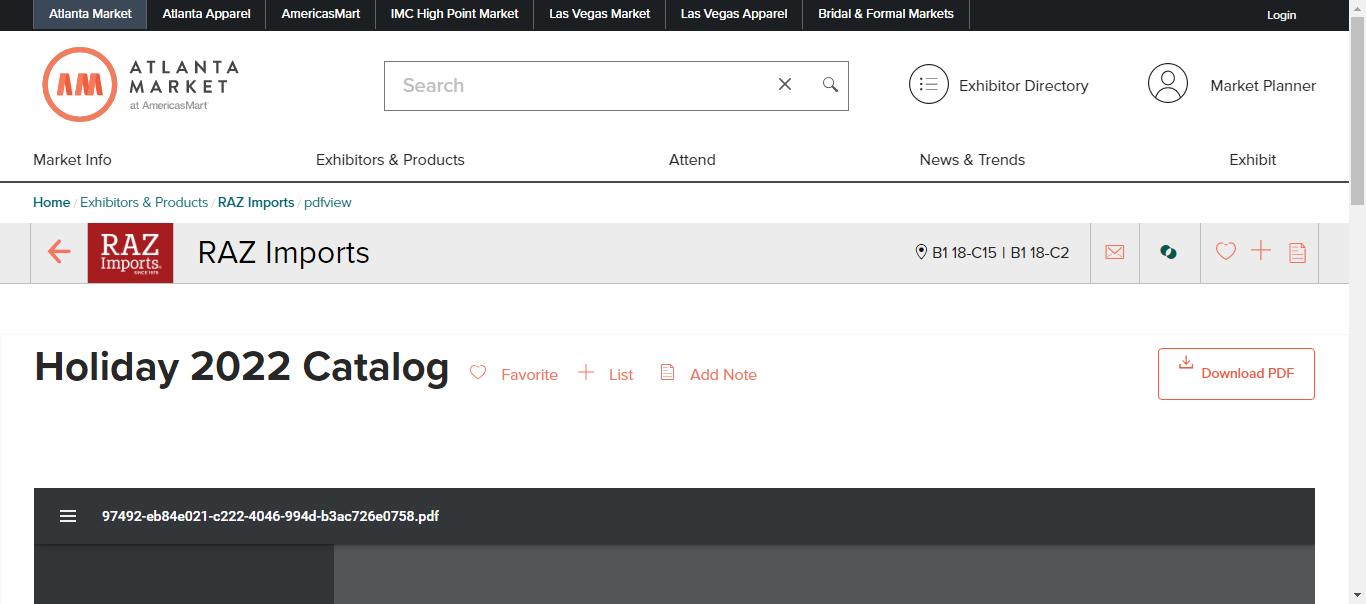 Atlanta Market Atlanta Apparel AmericasMart IMC High Point Market Las Vegas Market Las Vegas Apparel Bridal & Formal Markets Login
AM ATLANTA
MARKET
at AmericasMart
Search Exhibitor Directory Market Planner
Market Info Exhibitors & Products Attend News & Trends Exhibit
Home / Exhibitors & Products / RAZ Imports / pdfview
RAZ
Imports.
SINCE 1975
RAZ Imports B1 18-C15 | B1 18-C2
Holiday 2022 Catalog Favorite List Add Note Download PDF
97492-eb84e021-c222-4046-994d-b3ac726e0758.pdf